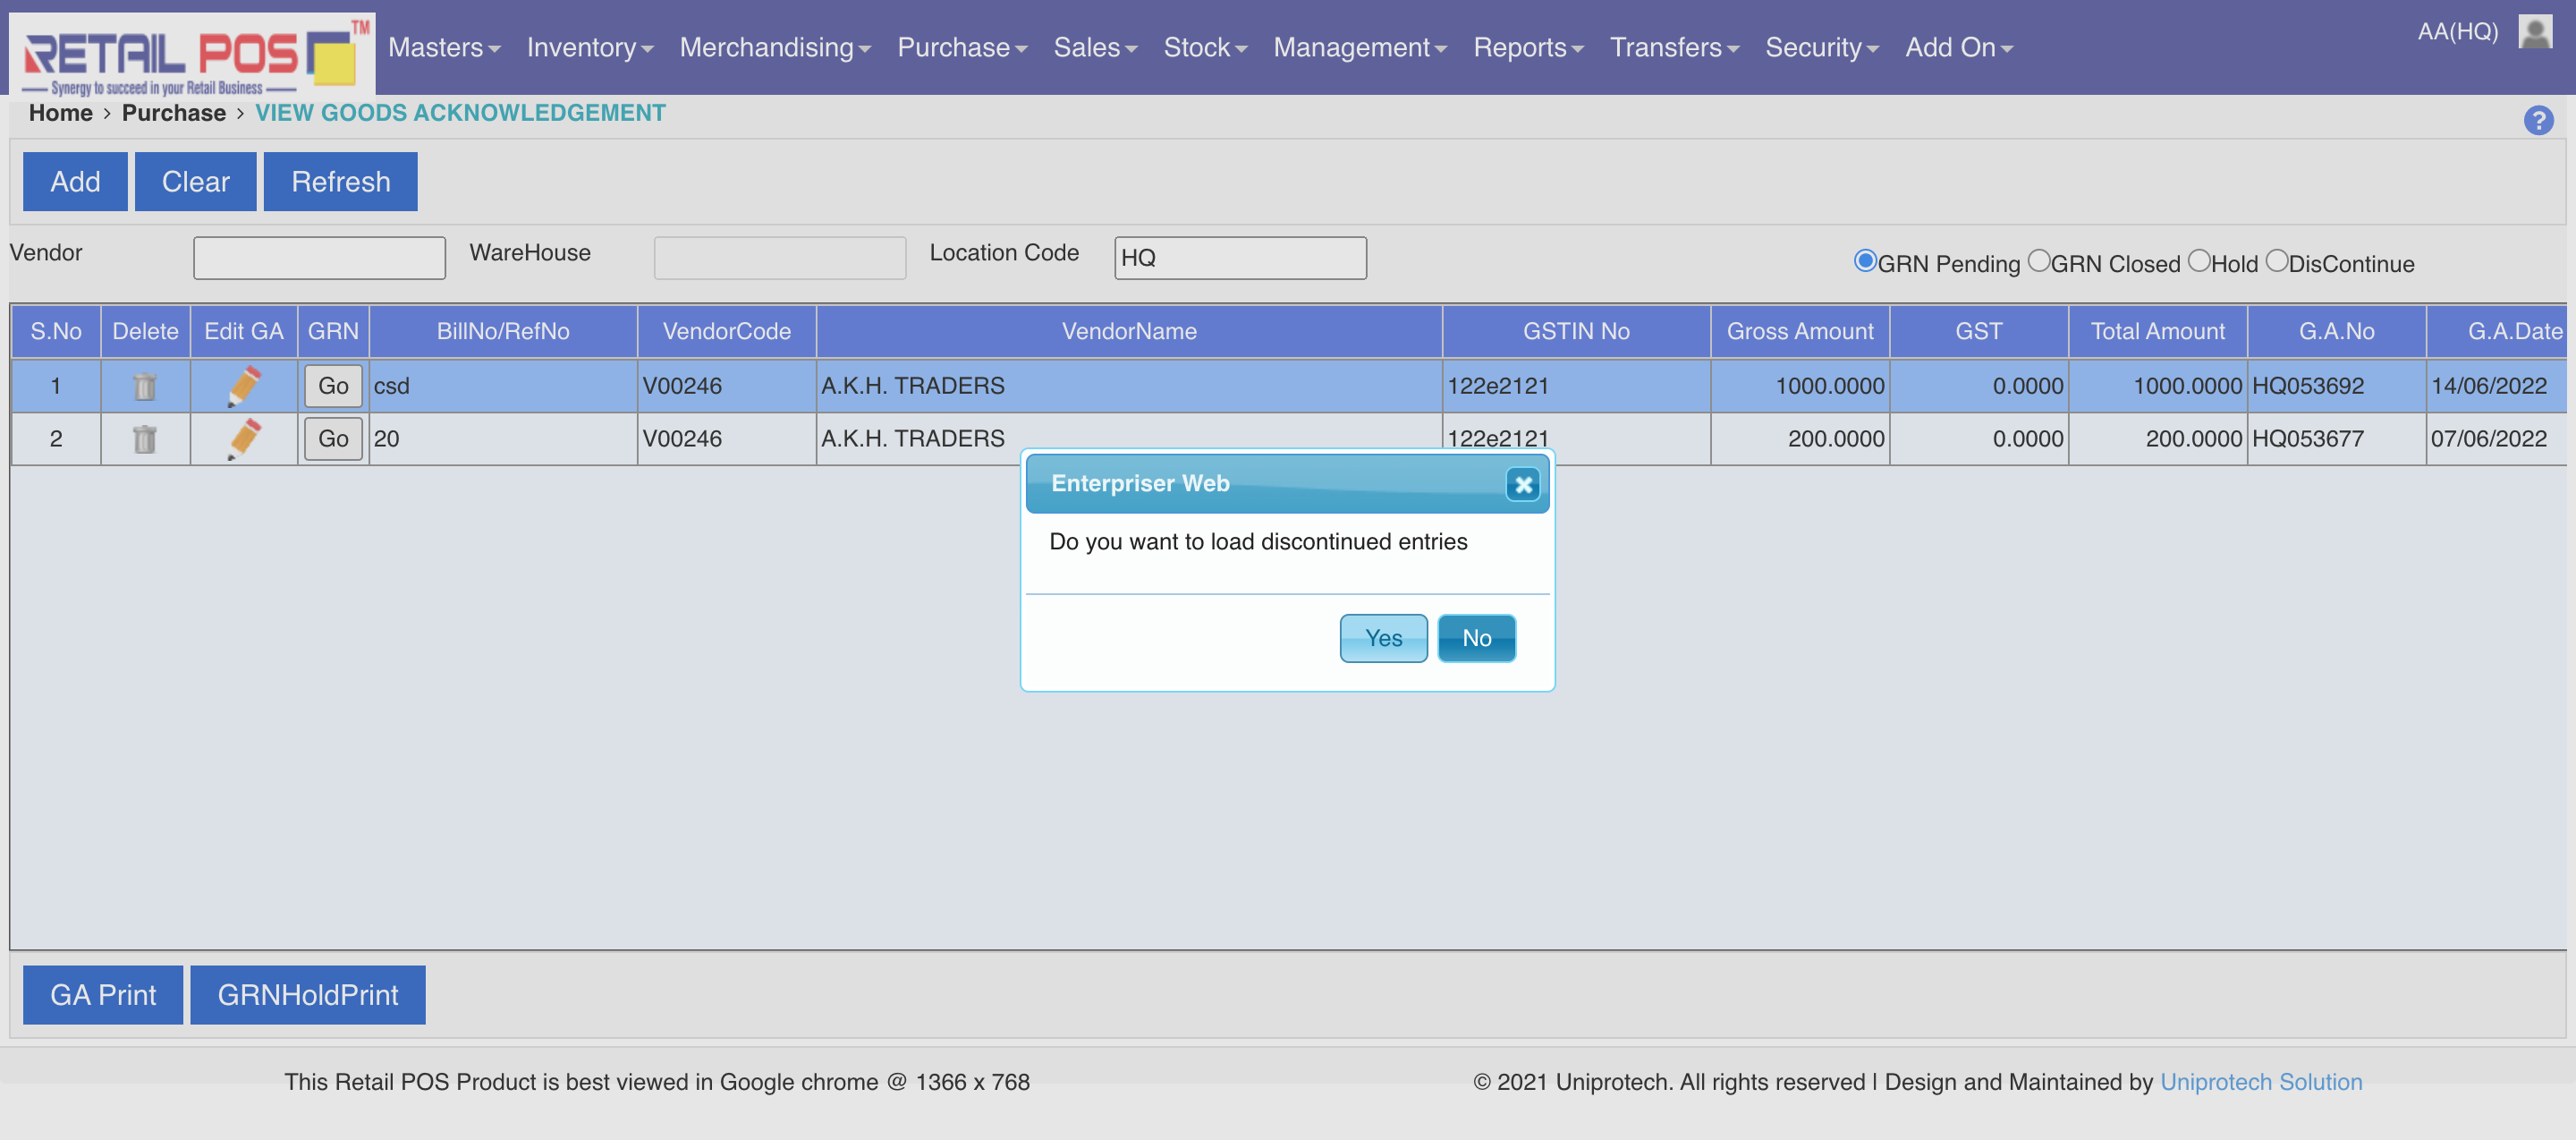 RETAIL POS TM
Synergy to succeed in your Retail Business
Masters Inventory Merchandising Purchase Sales Stock Management Reports Transfers Security Add On
AA(HQ)
Home > Purchase > VIEW GOODS ACKNOWLEDGEMENT
?
Add Clear Refresh
Vendor WareHouse Location Code HQ GRN Pending GRN Closed Hold DisContinue
S.No Delete Edit GA GRN BillNo/RefNo VendorCode VendorName GSTIN No Gross Amount GST Total Amount G.A.No G.A.Date
1 Go csd V00246 A.K.H. TRADERS 122e2121 1000.0000 0.0000 1000.0000 HQ053692 14/06/2022
2 Go 20 V00246 A.K.H. TRADERS 122e2121 200.0000 0.0000 200.0000 HQ053677 07/06/2022
Enterpriser Web
Do you want to load discontinued entries
Yes No
GA Print GRNHoldPrint
This Retail POS Product is best viewed in Google chrome @ 1366 x 768
© 2021 Uniprotech. All rights reserved | Design and Maintained by Uniprotech Solution